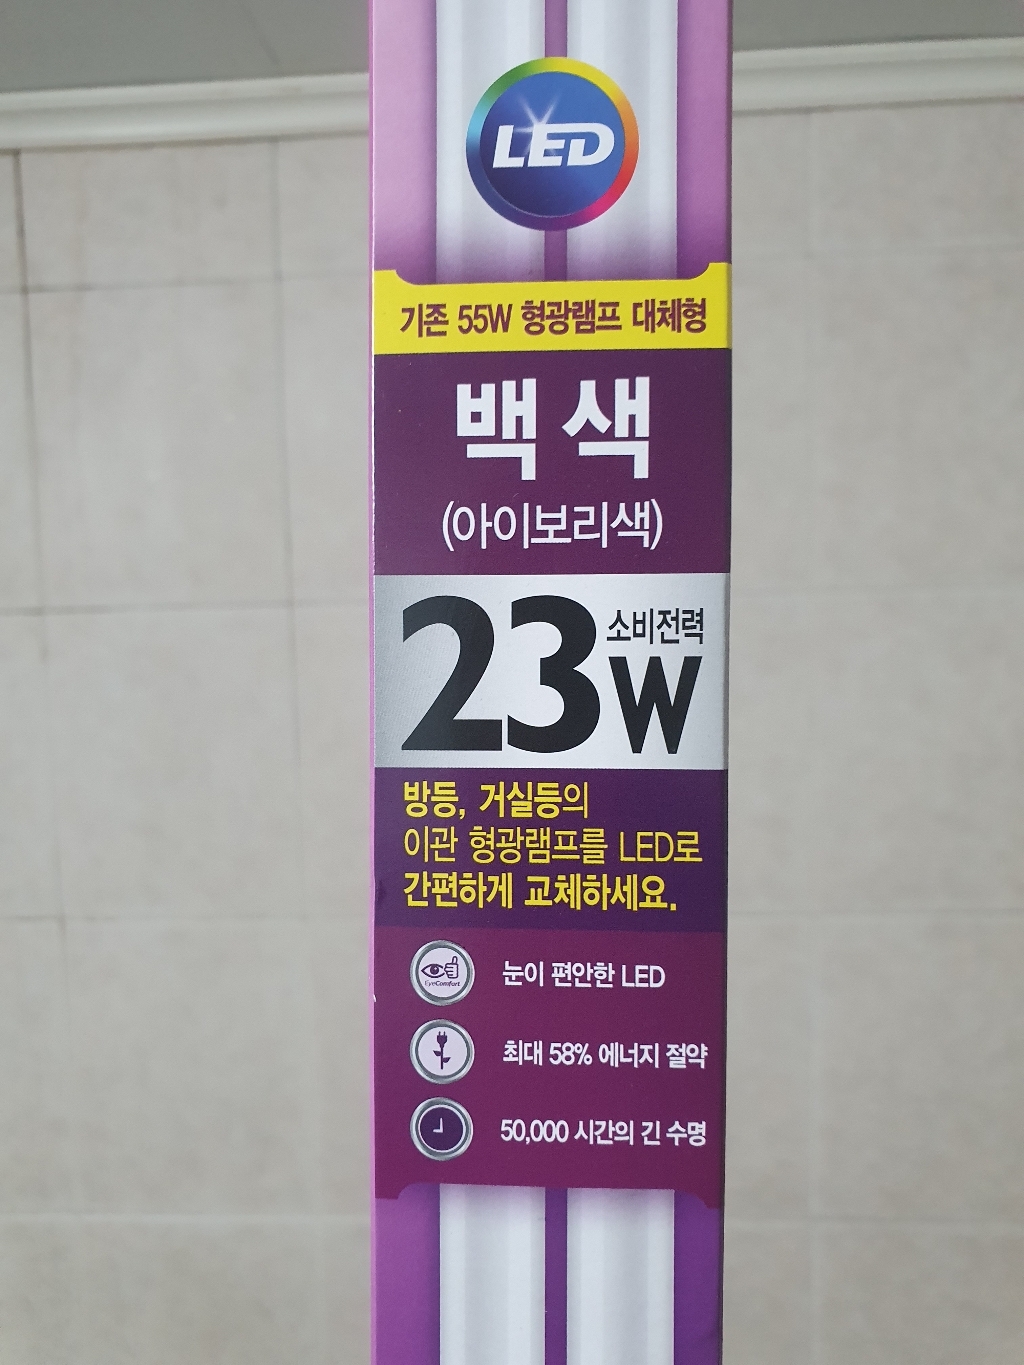 LED
기존 55W 형광램프 대체형
백색
(아이보리색)
23W 소비전력
방등, 거실등의
이관 형광램프를 LED로
간편하게 교체하세요.
EyeComfort
눈이 편안한 LED
최대 58% 에너지 절약
50,000 시간의 긴 수명